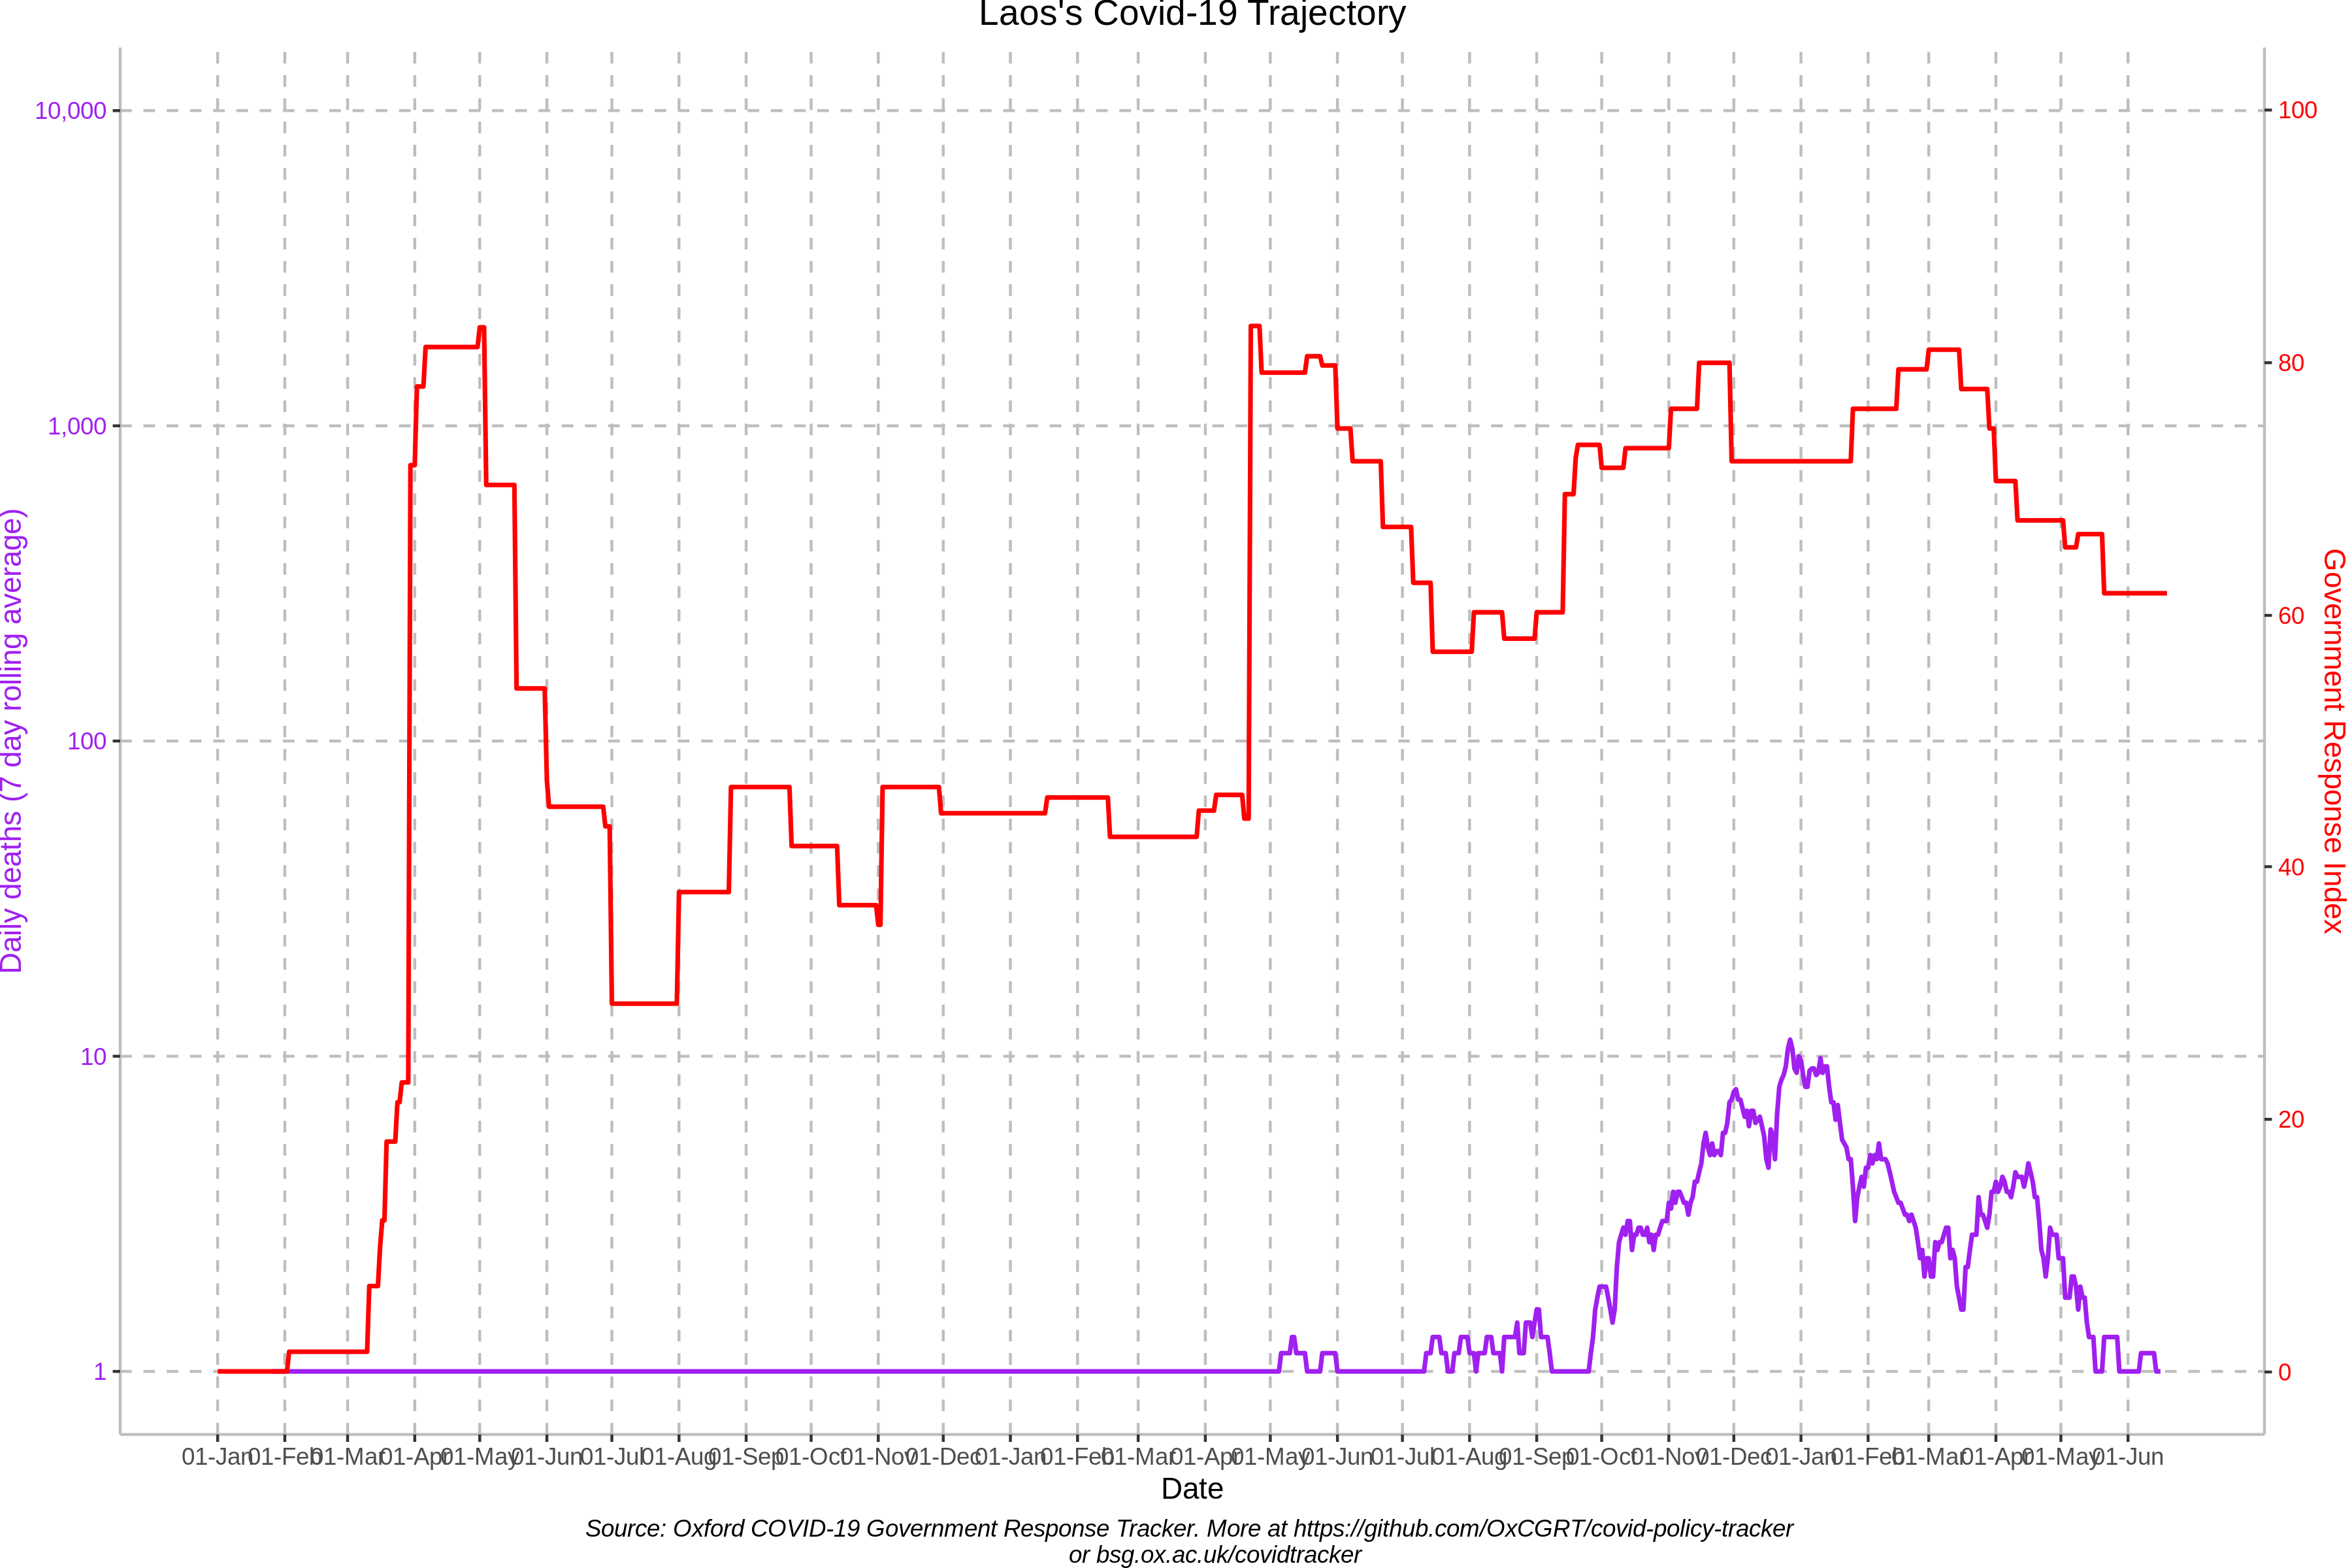 Laos's Covid-19 Trajectory
10,000
1,000
100
10
1
Daily deaths (7 day rolling average)
100
80
60
40
20
0
Government Response Index
01-Jan 01-Feb 01-Mar 01-Apr 01-May 01-Jun 01-Jul 01-Aug 01-Sep 01-Oct 01-Nov 01-Dec 01-Jan 01-Feb 01-Mar 01-Apr 01-May 01-Jun 01-Jul 01-Aug 01-Sep 01-Oct 01-Nov 01-Dec 01-Jan 01-Feb 01-Mar 01-Apr 01-May 01-Jun
Date
Source: Oxford COVID-19 Government Response Tracker. More at https://github.com/OxCGRT/covid-policy-tracker
or bsg.ox.ac.uk/covidtracker